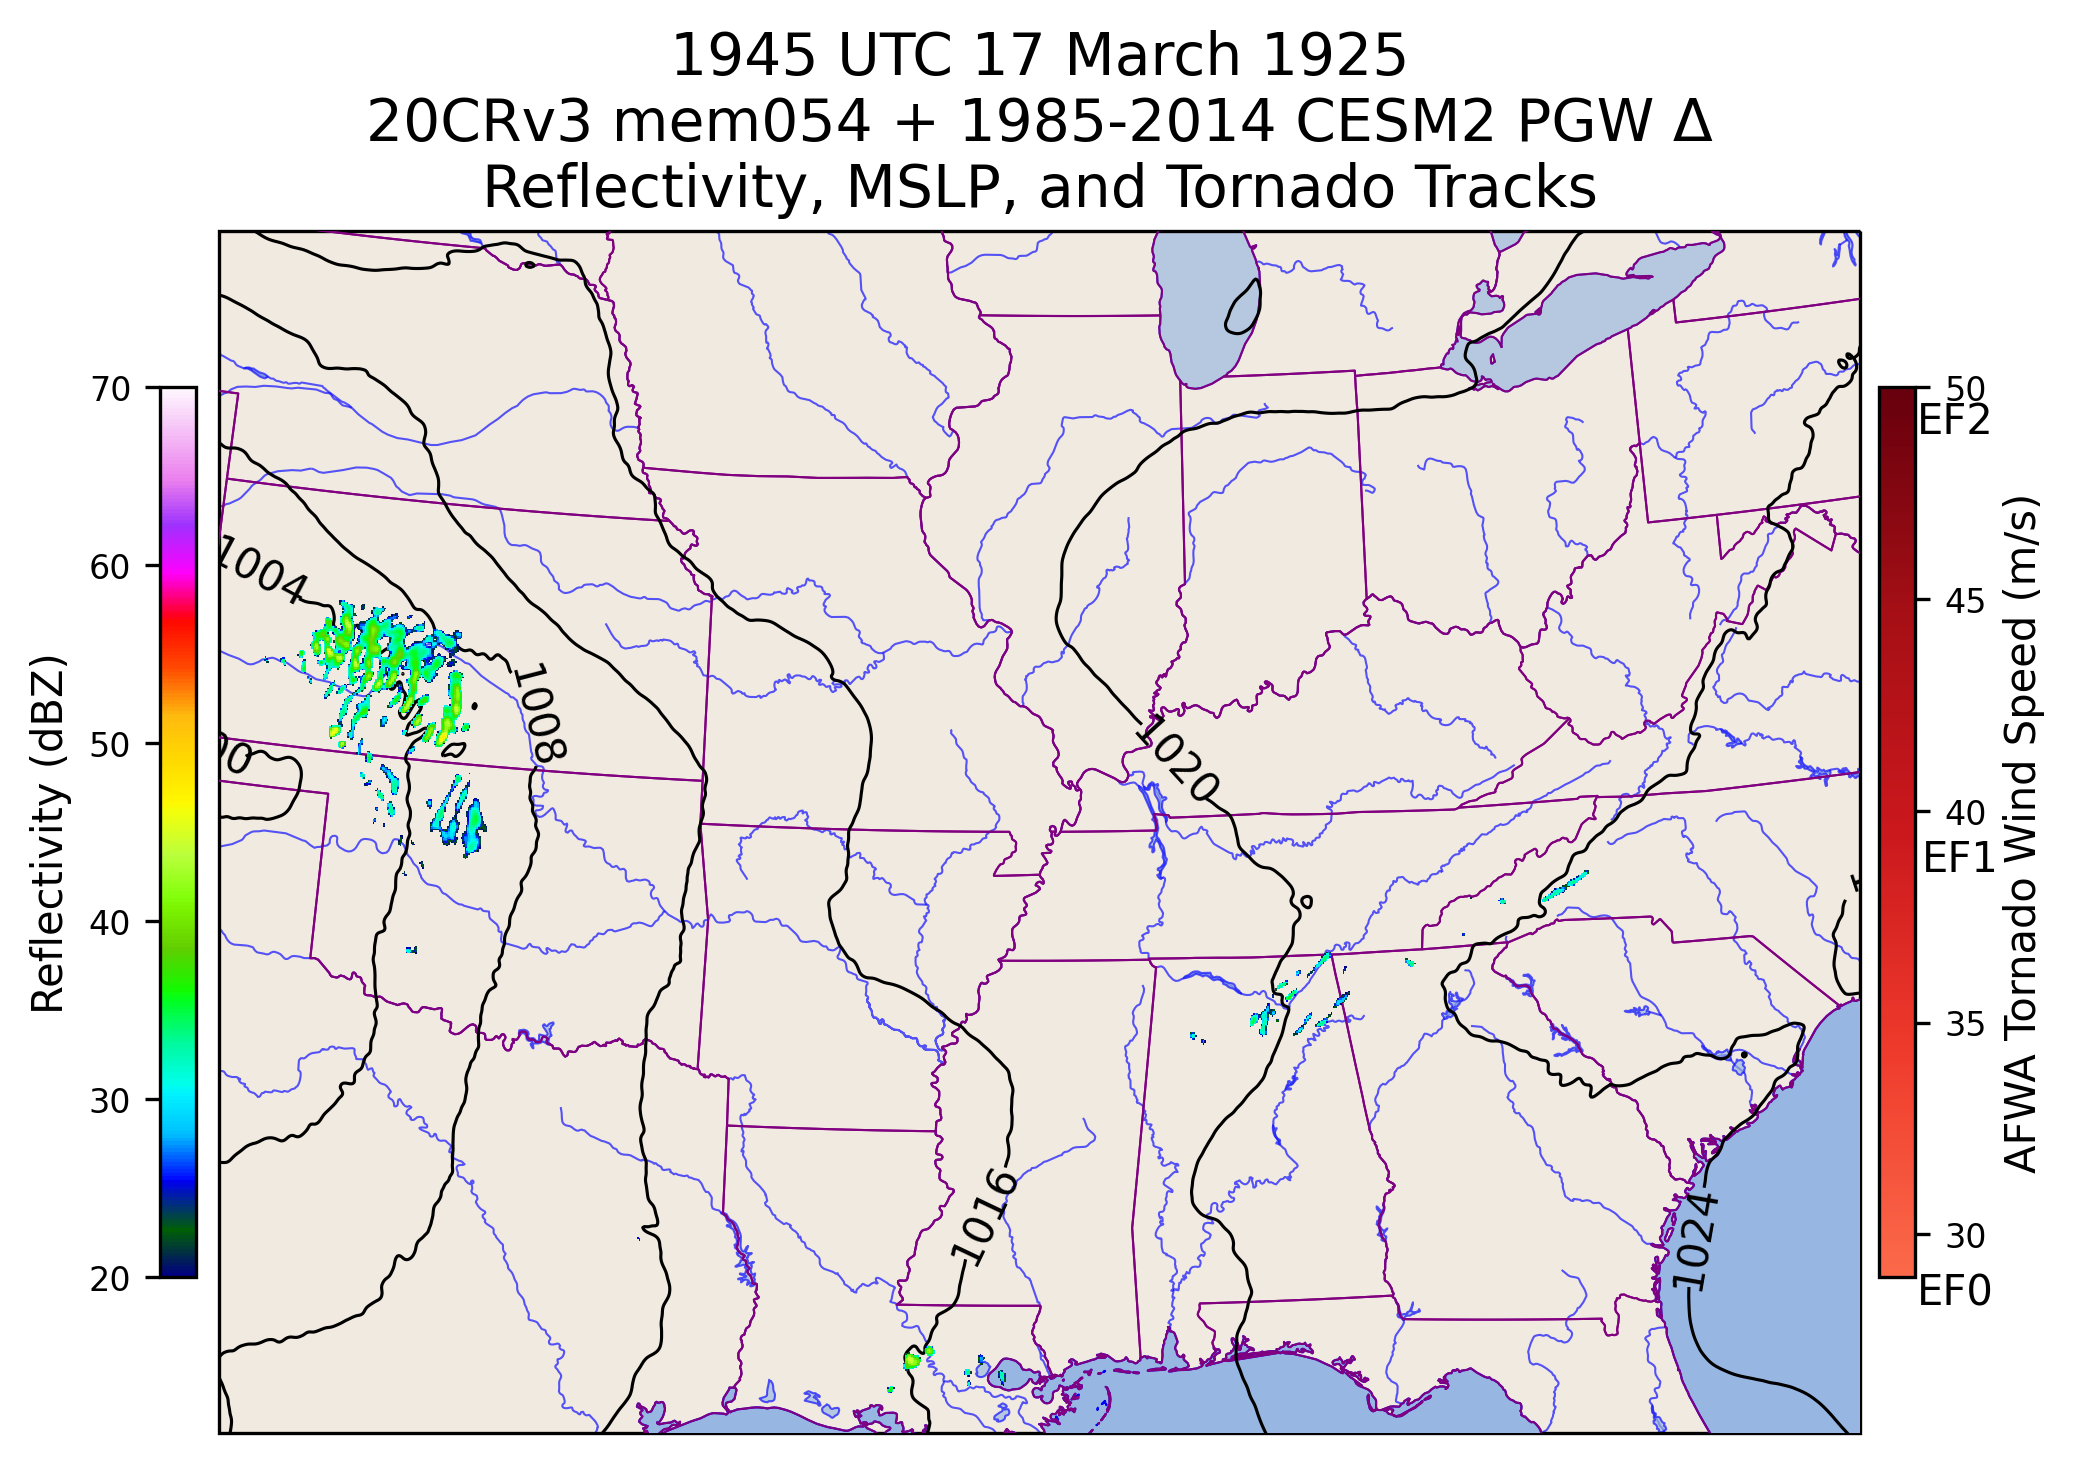 1945 UTC 17 March 1925
20CRv3 mem054 + 1985-2014 CESM2 PGW Δ
Reflectivity, MSLP, and Tornado Tracks
Reflectivity (dBZ)
70
60
50
40
30
20
1004
1008
00
1020
1016
1024
50
EF2
45
40
EF1
35
30
EF0
AFWA Tornado Wind Speed (m/s)